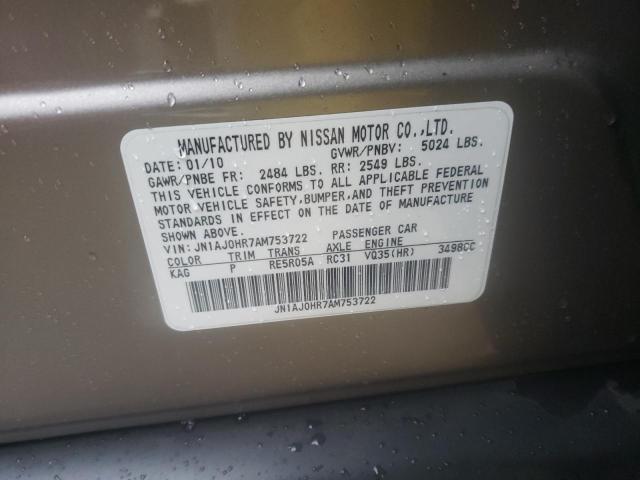 MANUFACTURED BY NISSAN MOTOR CO.,LTD.
DATE: 01/10 GVWR/PNBV: 5024 LBS.
GAWR/PNBE FR: 2484 LBS. RR: 2549 LBS.
THIS VEHICLE CONFORMS TO ALL APPLICABLE FEDERAL
MOTOR VEHICLE SAFETY,BUMPER,AND THEFT PREVENTION
STANDARDS IN EFFECT ON THE DATE OF MANUFACTURE
SHOWN ABOVE.
VIN: JN1AJ0HR7AM753722 PASSENGER CAR
COLOR TRIM TRANS AXLE ENGINE
KAG P RE5R05A RC31 VQ35(HR) 3498CC
JN1AJ0HR7AM753722